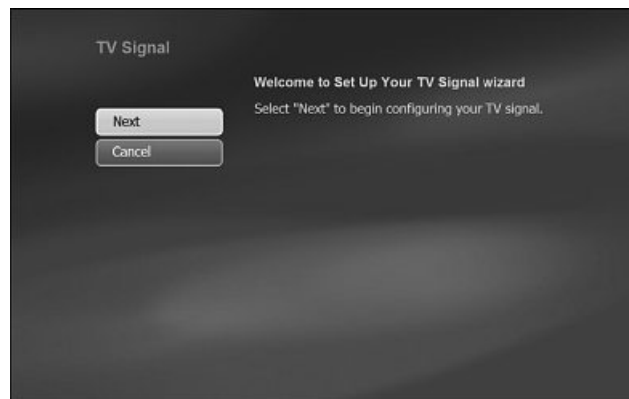 TV Signal
Welcome to Set Up Your TV Signal wizard
Select "Next" to begin configuring your TV signal.
Next
Cancel